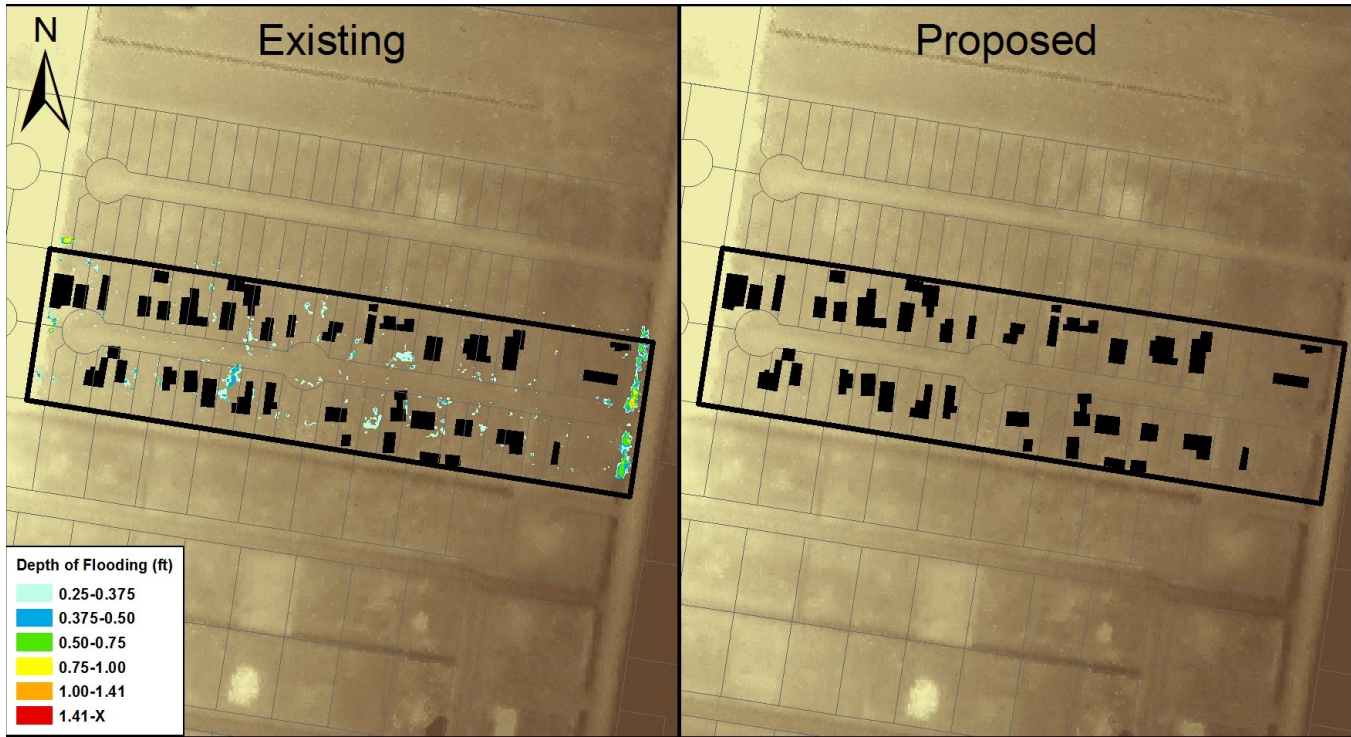 Existing
Proposed
N
Depth of Flooding (ft)
0.25-0.375
0.375-0.50
0.50-0.75
0.75-1.00
1.00-1.41
1.41-X